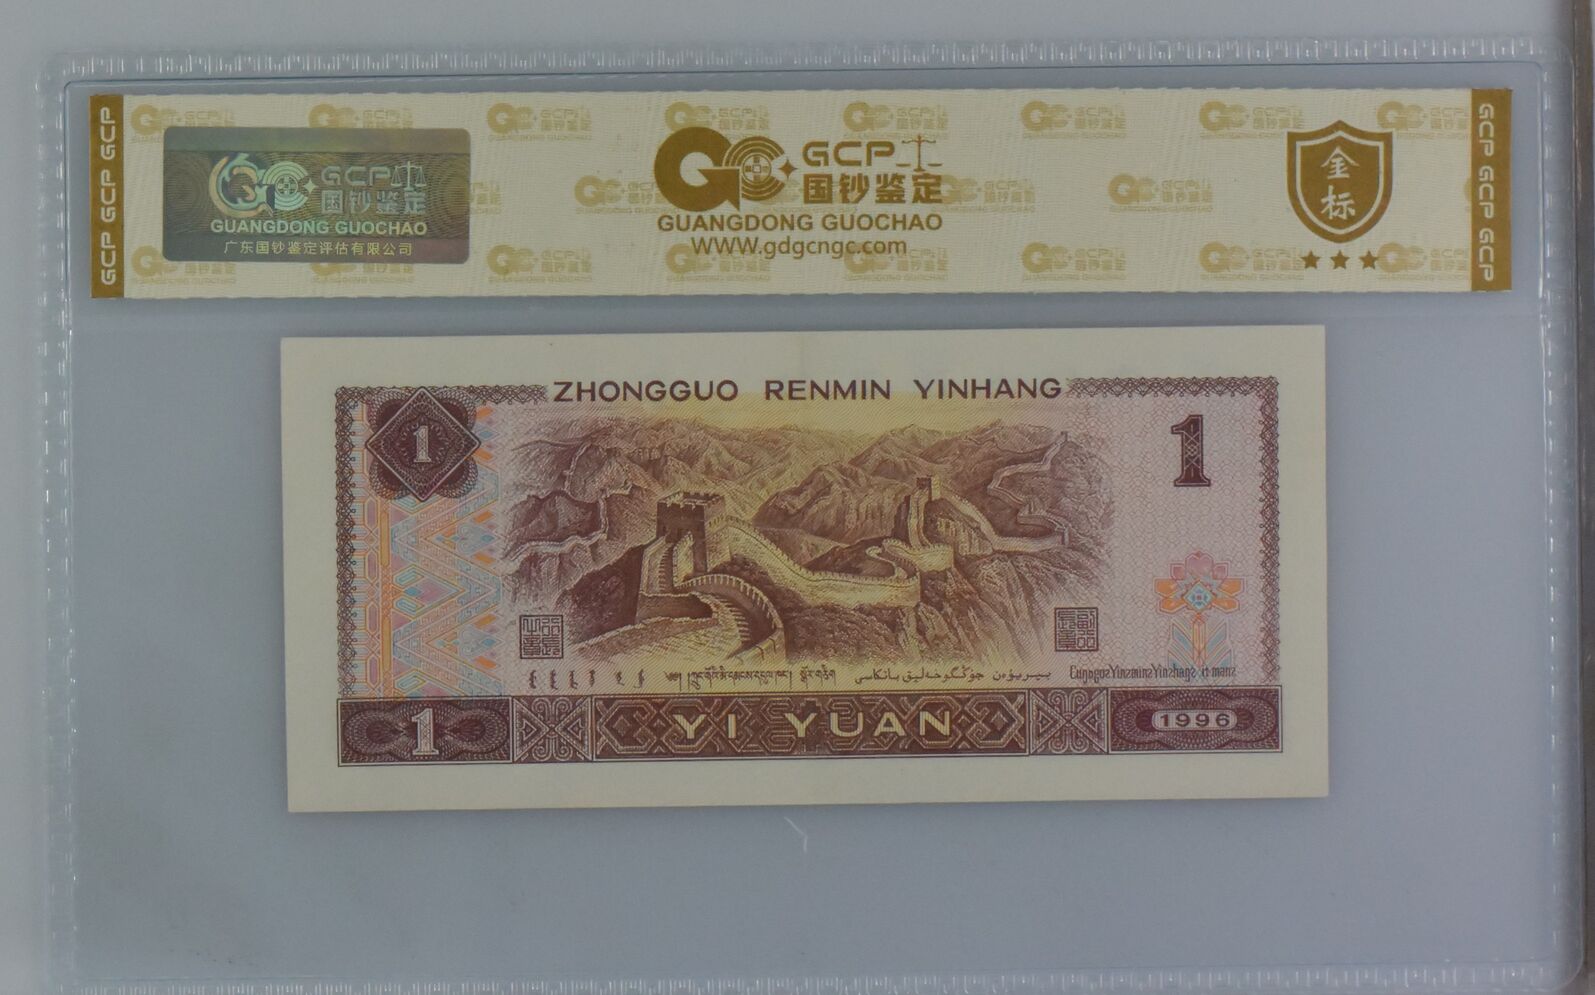 GCP GCP GCP
GCP 国钞鉴定
GUANGDONG GUOCHAO
广东国钞鉴定评估有限公司
GCP
国钞鉴定
GUANGDONG GUOCHAO
WWW.gdgcngc.com
金标
GCP GCP GCP
ZHONGGUO RENMIN YINHANG
1
1
1
YI YUAN
1996